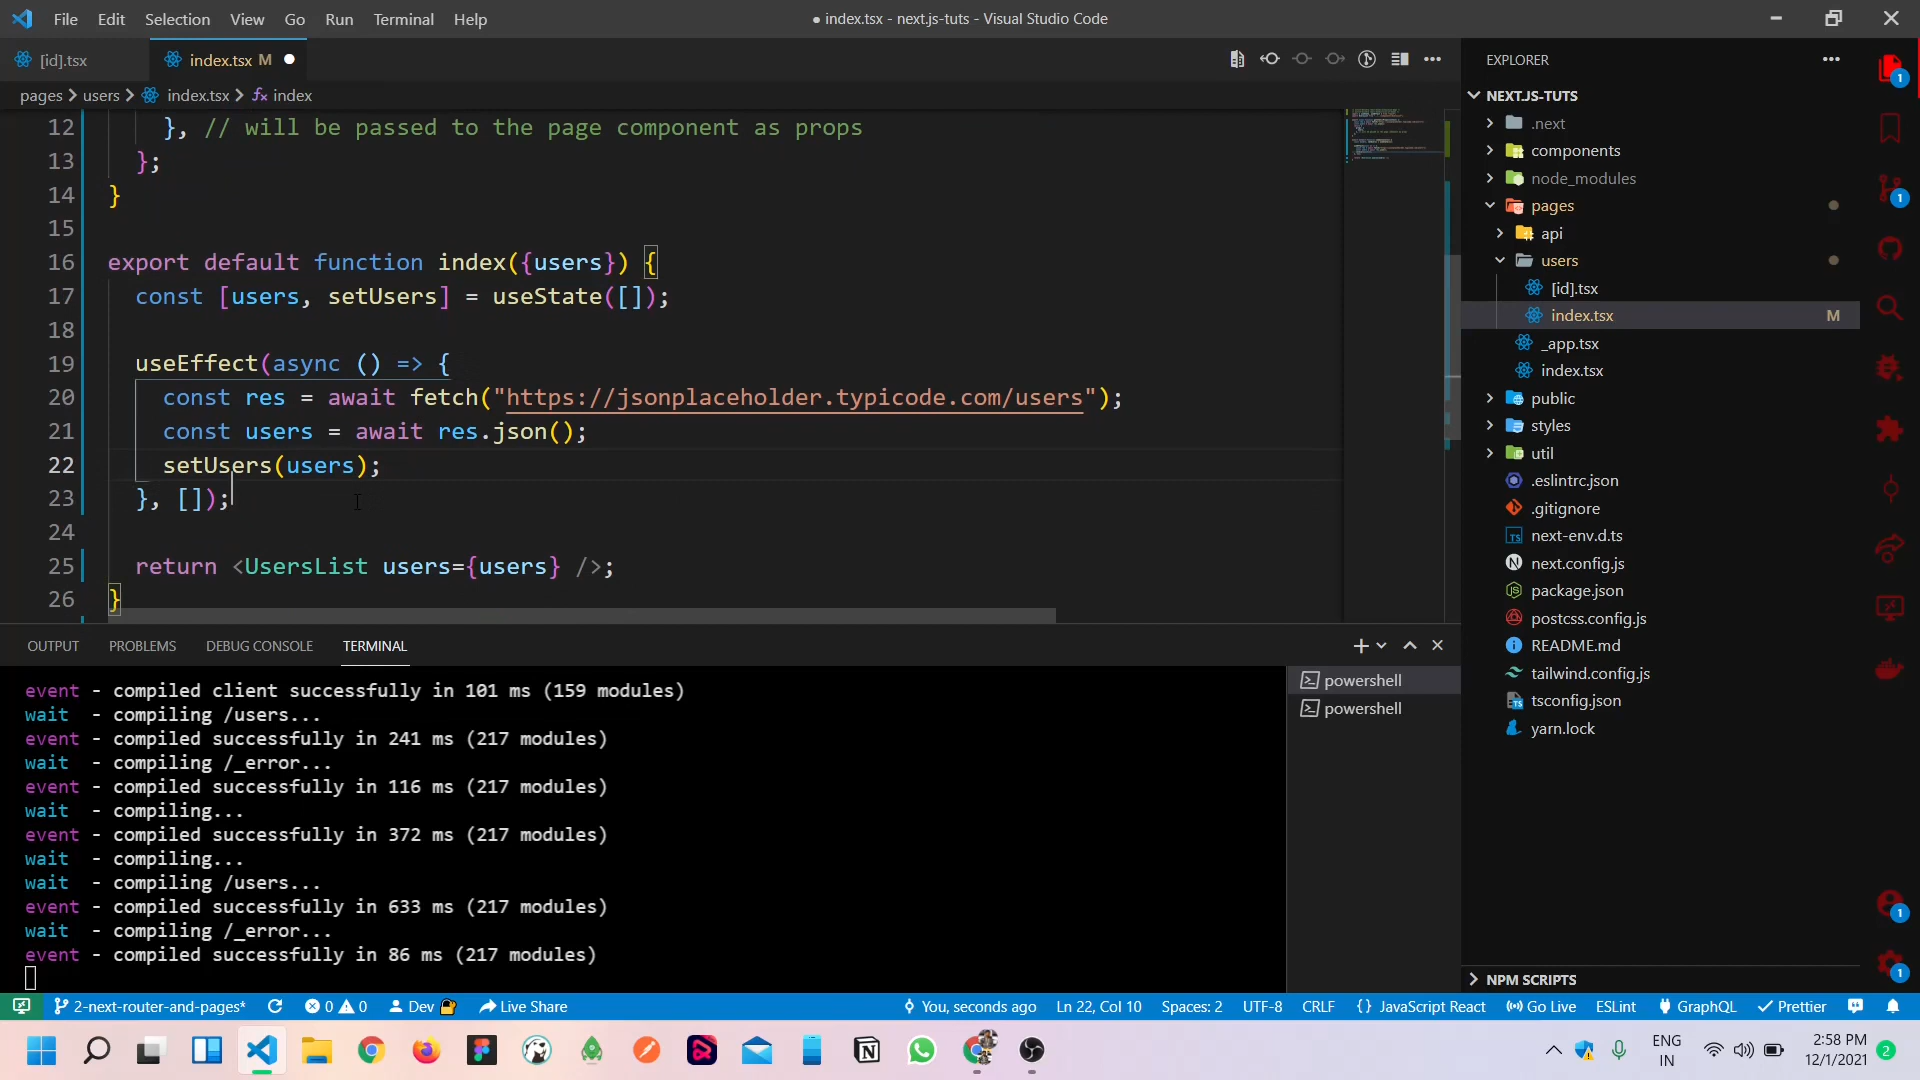 File Edit Selection View Go Run Terminal Help
● index.tsx - next.js-tuts - Visual Studio Code
[id].tsx
index.tsx M
pages > users > index.tsx > index
12 }, // will be passed to the page component as props
13 };
14 }
15
16 export default function index({users}) {
17 const [users, setUsers] = useState([]);
18
19 useEffect(async () => {
20 const res = await fetch("https://jsonplaceholder.typicode.com/users");
21 const users = await res.json();
22 setUsers(users);
23 }, []);
24
25 return <UsersList users={users} />;
26 }
EXPLORER
NEXT.JS-TUTS
.next
components
node_modules
pages
api
users
[id].tsx
index.tsx M
_app.tsx
index.tsx
public
styles
util
.eslintrc.json
.gitignore
next-env.d.ts
next.config.js
package.json
postcss.config.js
README.md
tailwind.config.js
tsconfig.json
yarn.lock
NPM SCRIPTS
1
1
1
1
OUTPUT PROBLEMS DEBUG CONSOLE TERMINAL
event - compiled client successfully in 101 ms (159 modules)
wait - compiling /users...
event - compiled successfully in 241 ms (217 modules)
wait - compiling /_error...
event - compiled successfully in 116 ms (217 modules)
wait - compiling...
event - compiled successfully in 372 ms (217 modules)
wait - compiling...
wait - compiling /users...
event - compiled successfully in 633 ms (217 modules)
wait - compiling /_error...
event - compiled successfully in 86 ms (217 modules)
powershell
powershell
2-next-router-and-pages* 0 0 Dev Live Share You, seconds ago Ln 22, Col 10 Spaces: 2 UTF-8 CRLF {} JavaScript React Go Live ESLint GraphQL Prettier
ENG
IN
2:58 PM
12/1/2021
2